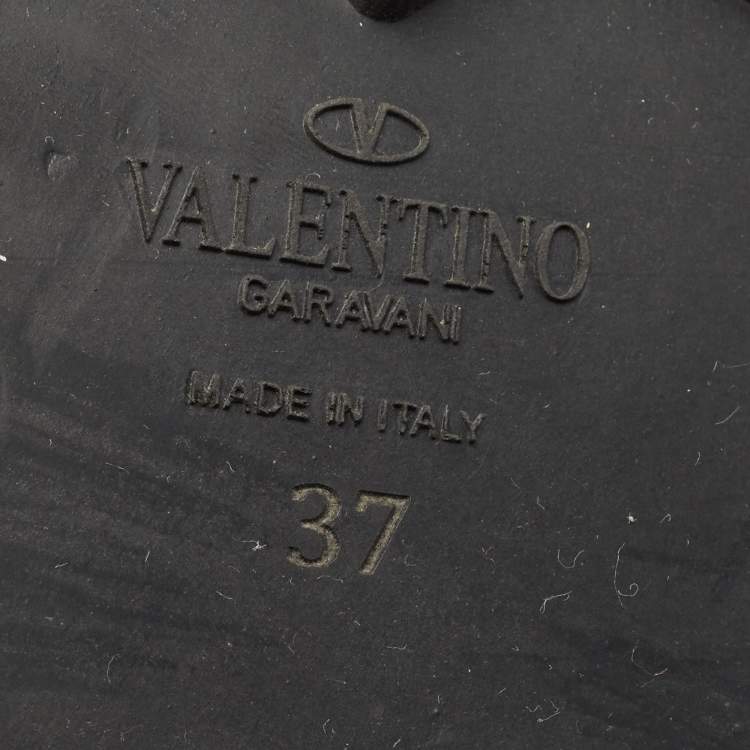 V
VALENTINO
GARAVANI
MADE IN ITALY
37